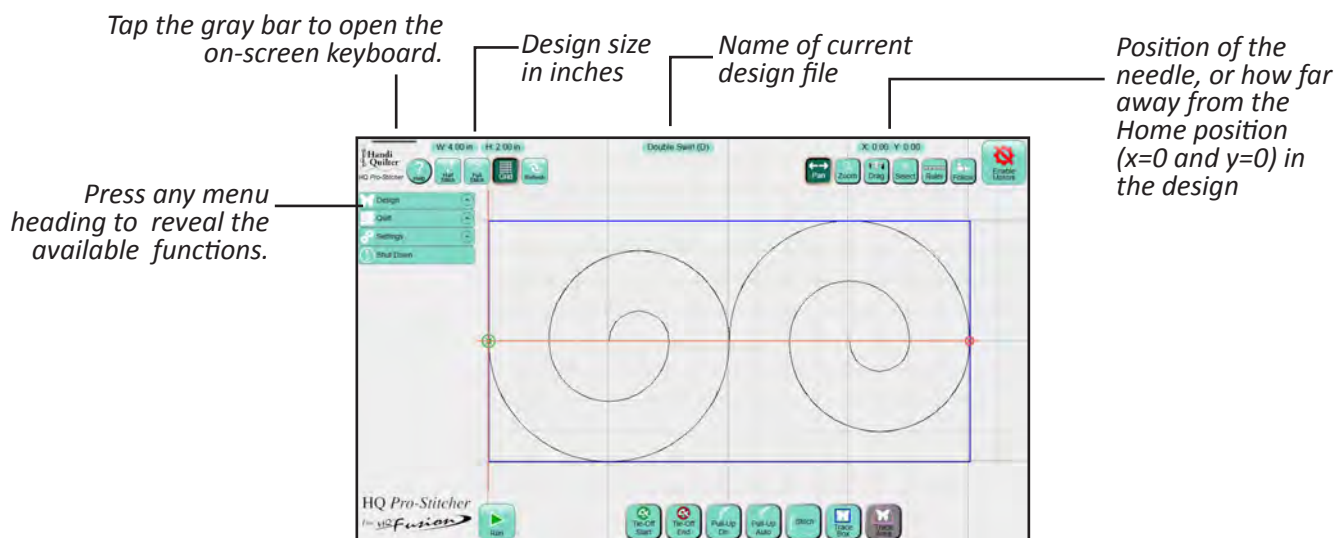 Tap the gray bar to open the
on-screen keyboard.
Design size
in inches
Name of current
design file
Position of the
needle, or how far
away from the
Home position
(x=0 and y=0) in
the design
Press any menu
heading to reveal the
available functions.
Handi
Quilter
HQ Pro-Stitcher
W: 4.00 in H: 2.00 in
Double Swirl (D)
X: 0.00 Y: 0.00
Help
Half
Stitch
Full
Stitch
Grid
Refresh
Pan
Zoom
Drag
Select
Ruler
Follow
Enable
Motors
Design
Quilt
Settings
Shut Down
HQ Pro-Stitcher
For HQ Fusion
Run
Tie-Off
Start
Tie-Off
End
Pull-Up
On
Pull-Up
Auto
Stitch
Trace
Box
Trace
Area